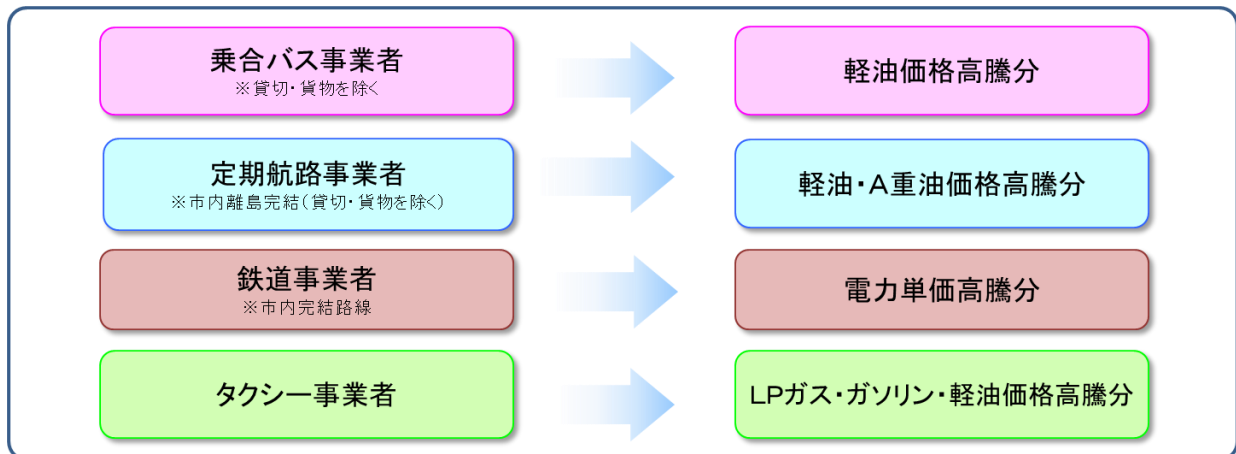 乗合バス事業者
※貸切・貨物を除く
軽油価格高騰分
定期航路事業者
※市内離島完結(貸切・貨物を除く)
軽油・A重油価格高騰分
鉄道事業者
※市内完結路線
電力単価高騰分
タクシー事業者
LPガス・ガソリン・軽油価格高騰分